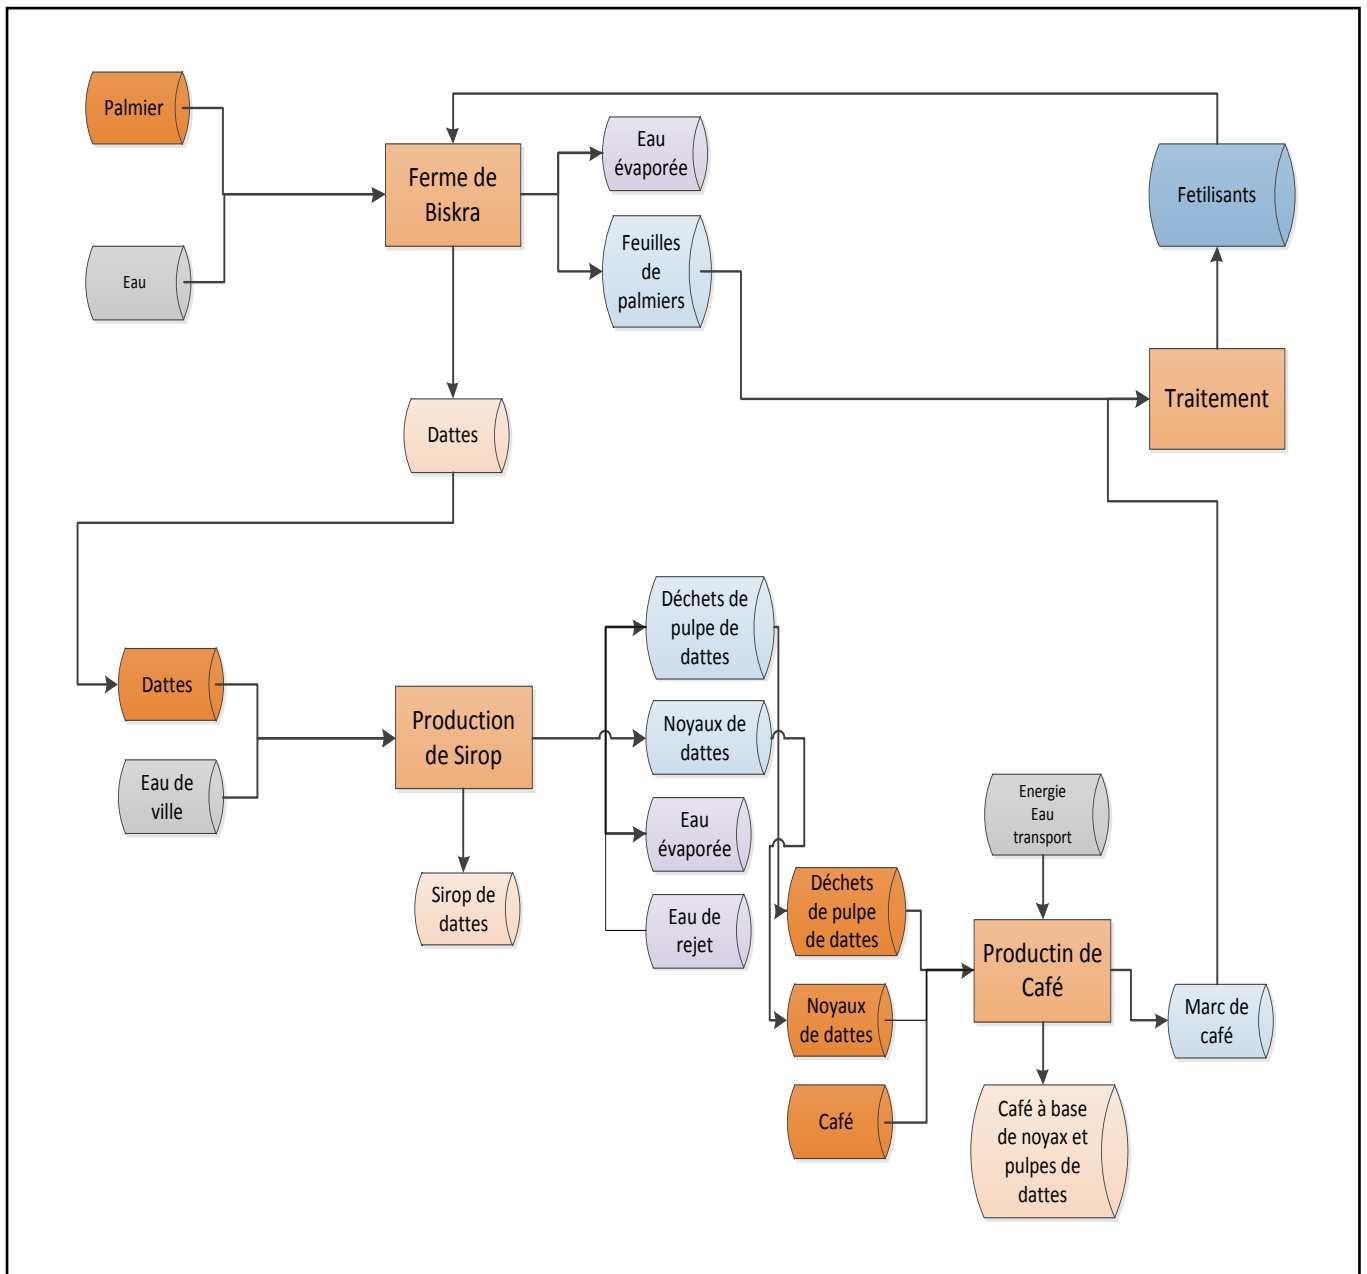 Palmier
Eau
Ferme de
Biskra
Eau
évaporée
Feuilles
de
palmiers
Fetilisants
Traitement
Dattes
Dattes
Eau de
ville
Production
de Sirop
Sirop de
dattes
Déchets de
pulpe de
dattes
Noyaux de
dattes
Eau
évaporée
Eau de
rejet
Déchets
de pulpe
de dattes
Noyaux
de dattes
Café
Energie
Eau
transport
Productin de
Café
Marc de
café
Café à base
de noyax et
pulpes de
dattes